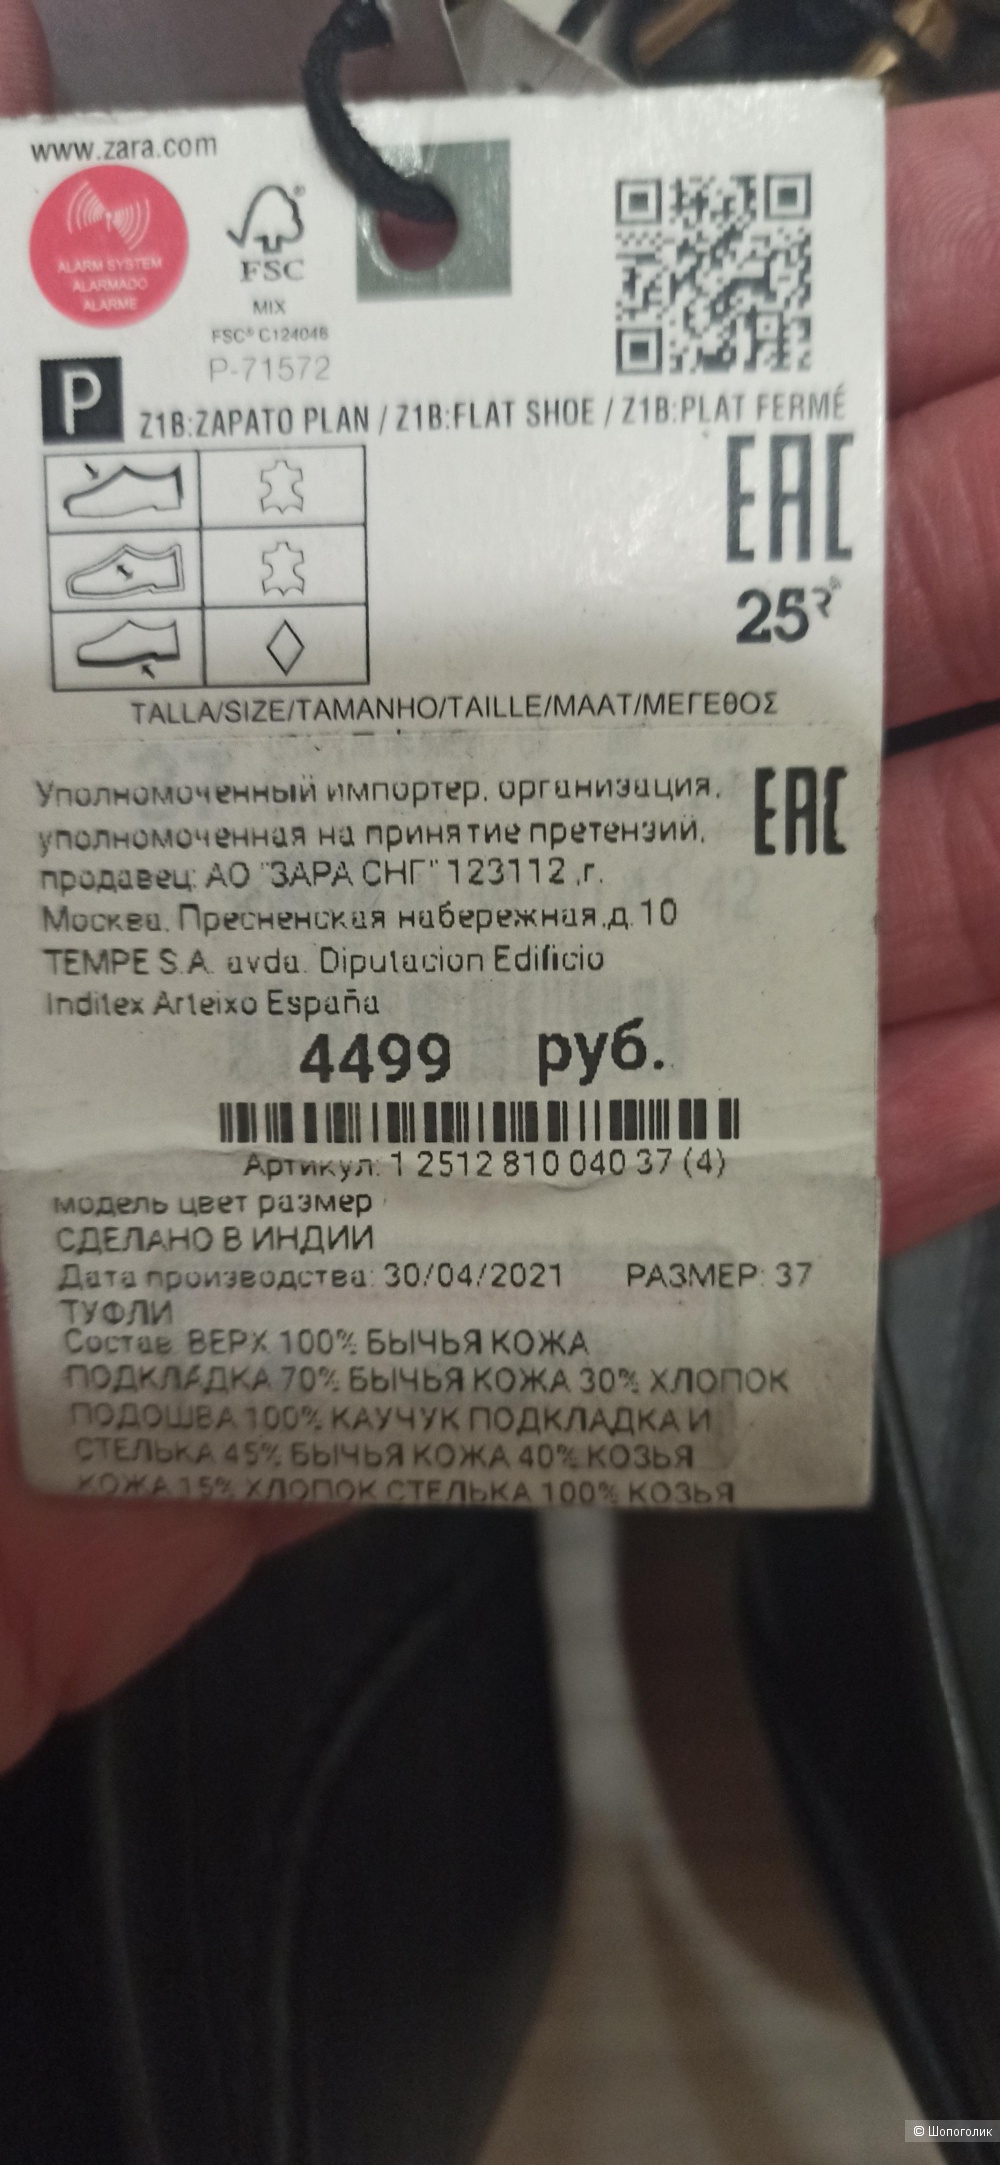 www.zara.com
ALARM SYSTEM
ALARMADO
ALARME
FSC
MIX
FSC® C124046
P-71572
P
Z1B:ZAPATO PLAN / Z1B:FLAT SHOE / Z1B:PLAT FERMÉ
EAC
25
TALLA/SIZE/TAMANHO/TAILLE/MAAT/ΜΕΓΕΘΟΣ
Уполномоченный импортер, организация,
уполномоченная на принятие претензий,
продавец: АО "ЗАРА СНГ" 123112 ,г.
Москва, Пресненская набережная,д.10
EAC
TEMPE S.A. avda. Diputacion Edificio
Inditex Arteixo España
4499 руб.
Артикул: 1 2512 810 040 37 (4)
модель цвет размер
СДЕЛАНО В ИНДИИ
Дата производства: 30/04/2021 РАЗМЕР: 37
ТУФЛИ
Состав ВЕРХ 100% БЫЧЬЯ КОЖА
ПОДКЛАДКА 70% БЫЧЬЯ КОЖА 30% ХЛОПОК
ПОДОШВА 100% КАУЧУК ПОДКЛАДКА И
СТЕЛЬКА 45% БЫЧЬЯ КОЖА 40% КОЗЬЯ
КОЖА 15% ХЛОПОК СТЕЛЬКА 100% КОЗЬЯ
© Шопоголик